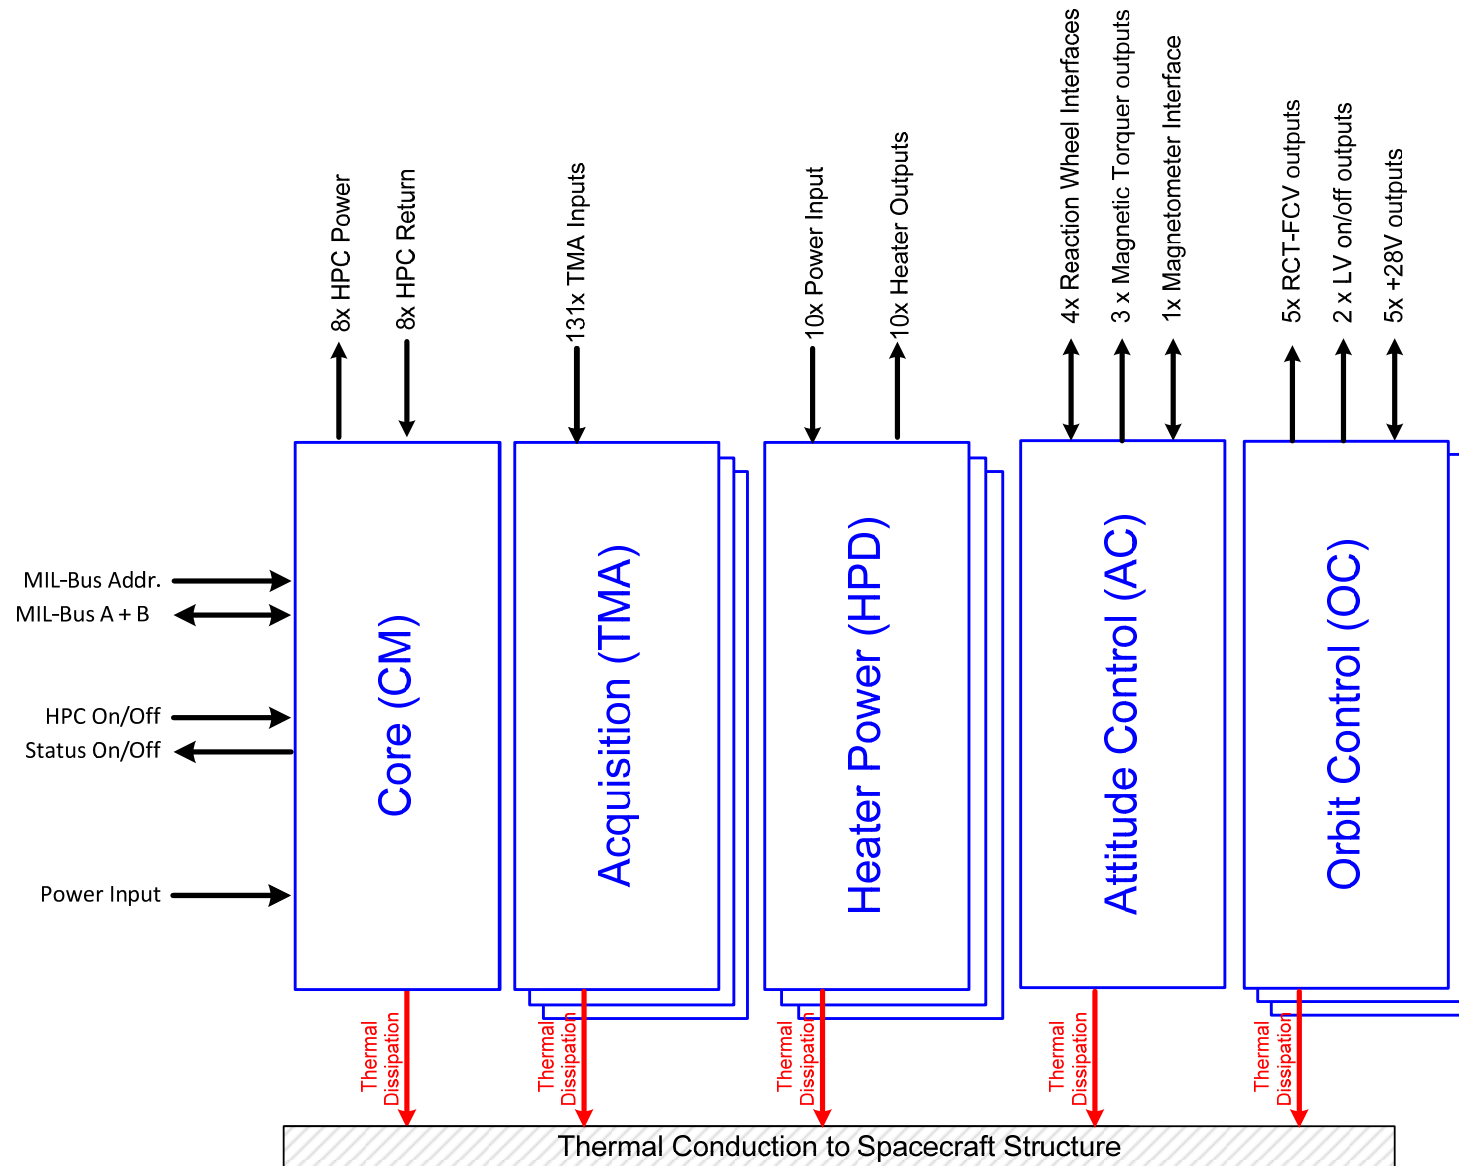 8x HPC Power
8x HPC Return
131x TMA Inputs
10x Power Input
10x Heater Outputs
4x Reaction Wheel Interfaces
3 x Magnetic Torquer outputs
1x Magnetometer Interface
5x RCT-FCV outputs
2 x LV on/off outputs
5x +28V outputs
MIL-Bus Addr.
MIL-Bus A + B
HPC On/Off
Status On/Off
Power Input
Core (CM)
Acquisition (TMA)
Heater Power (HPD)
Attitude Control (AC)
Orbit Control (OC)
Thermal
Dissipation
Thermal
Dissipation
Thermal
Dissipation
Thermal
Dissipation
Thermal
Dissipation
Thermal Conduction to Spacecraft Structure